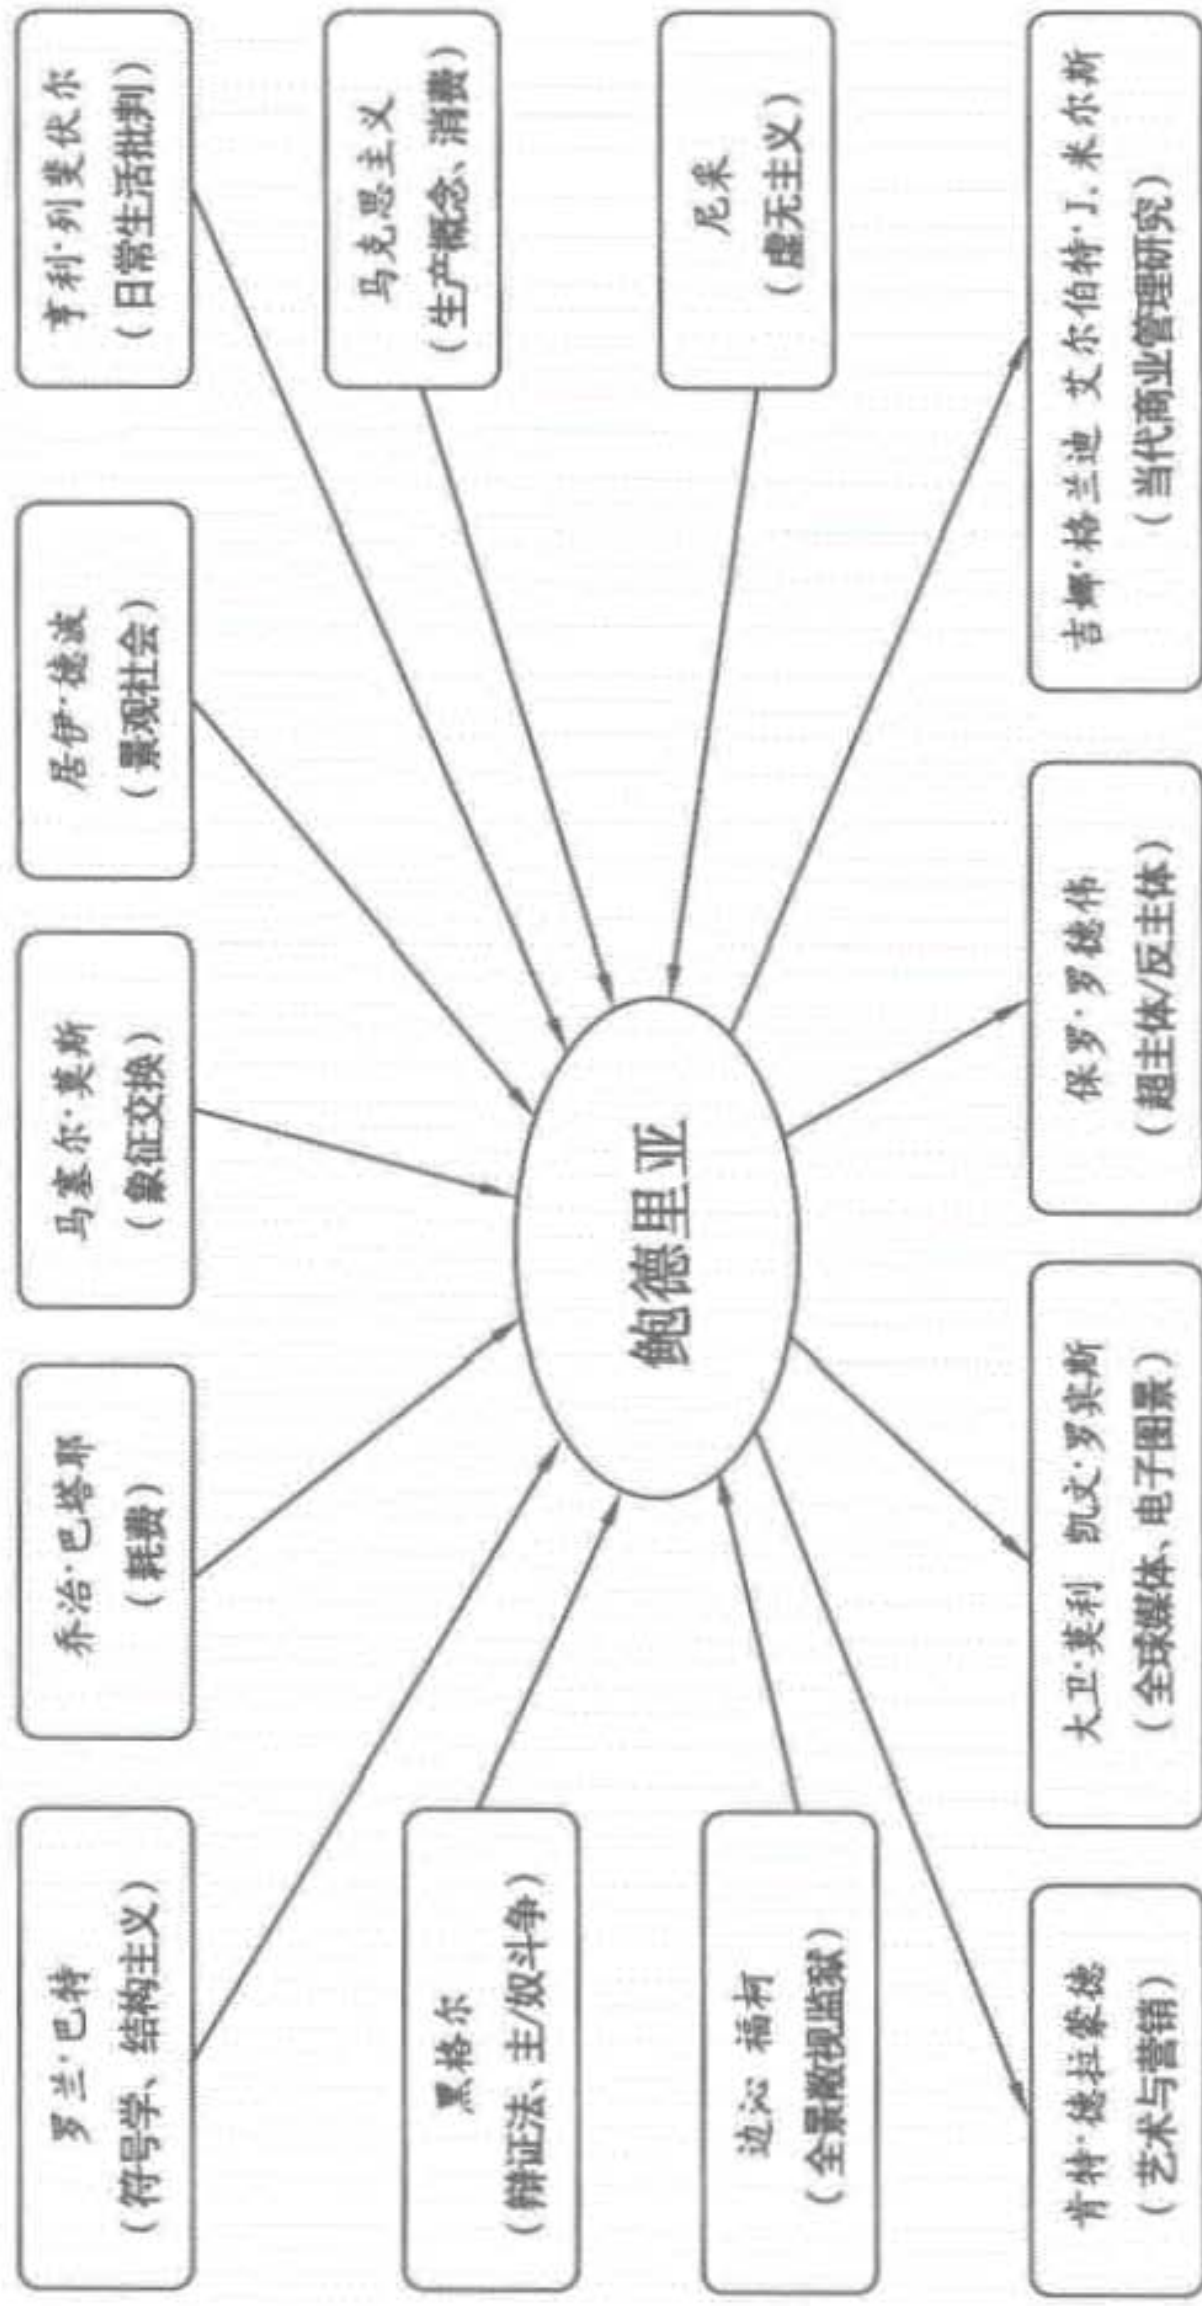 罗兰·巴特
（符号学、结构主义）
乔治·巴塔耶
（耗费）
马塞尔·莫斯
（象征交换）
居伊·德波
（景观社会）
亨利·列斐伏尔
（日常生活批判）
黑格尔
（辩证法、主/奴斗争）
马克思主义
（生产概念、消费）
鲍德里亚
边沁 福柯
（全景敞视监狱）
尼采
（虚无主义）
肯特·德拉蒙德
（艺术与营销）
大卫·莫利 凯文·罗宾斯
（全球媒体、电子图景）
保罗·罗德伟
（超主体/反主体）
吉娜·格兰迪 艾尔伯特·J.米尔斯
（当代商业管理研究）